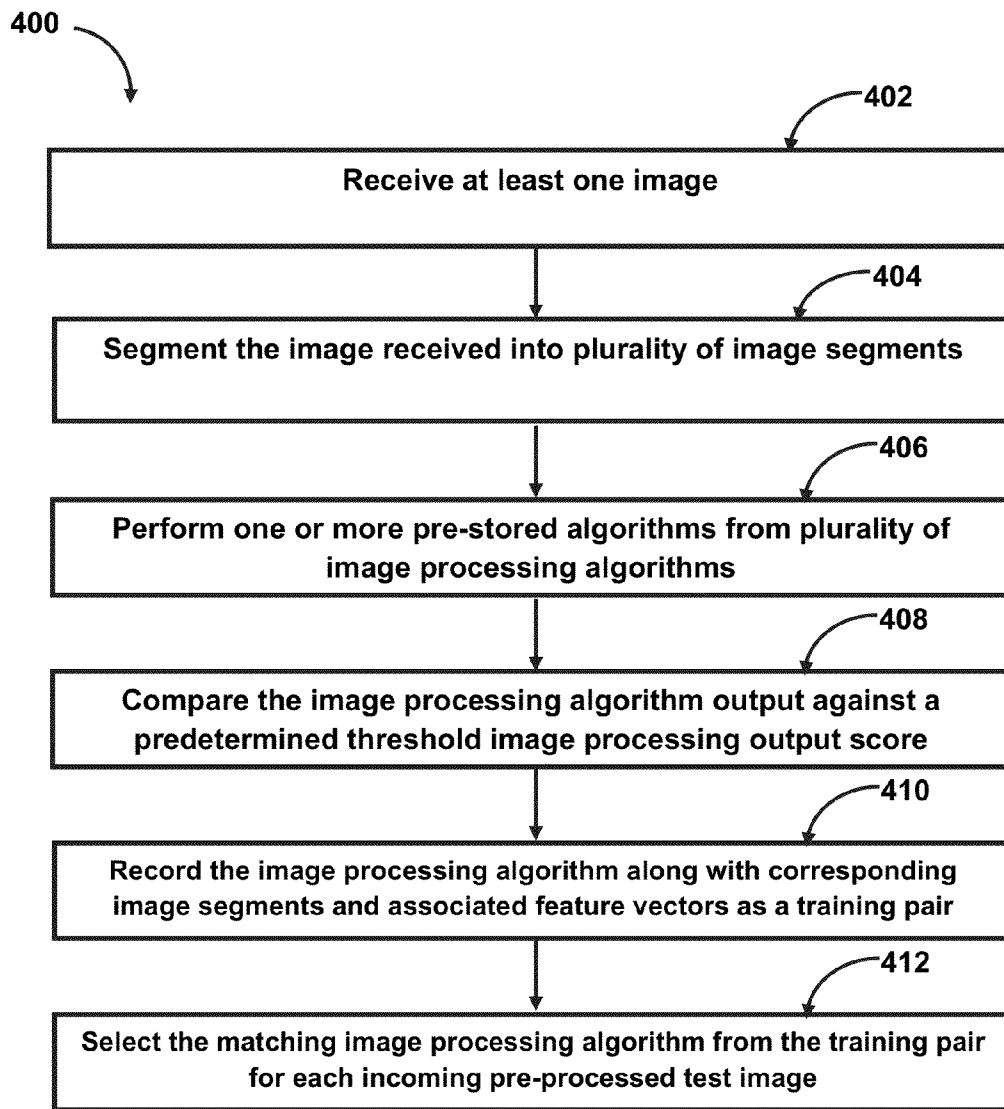 400
402
Receive at least one image
404
Segment the image received into plurality of image segments
406
Perform one or more pre-stored algorithms from plurality of
image processing algorithms
408
Compare the image processing algorithm output against a
predetermined threshold image processing output score
410
Record the image processing algorithm along with corresponding
image segments and associated feature vectors as a training pair
412
Select the matching image processing algorithm from the training pair
for each incoming pre-processed test image